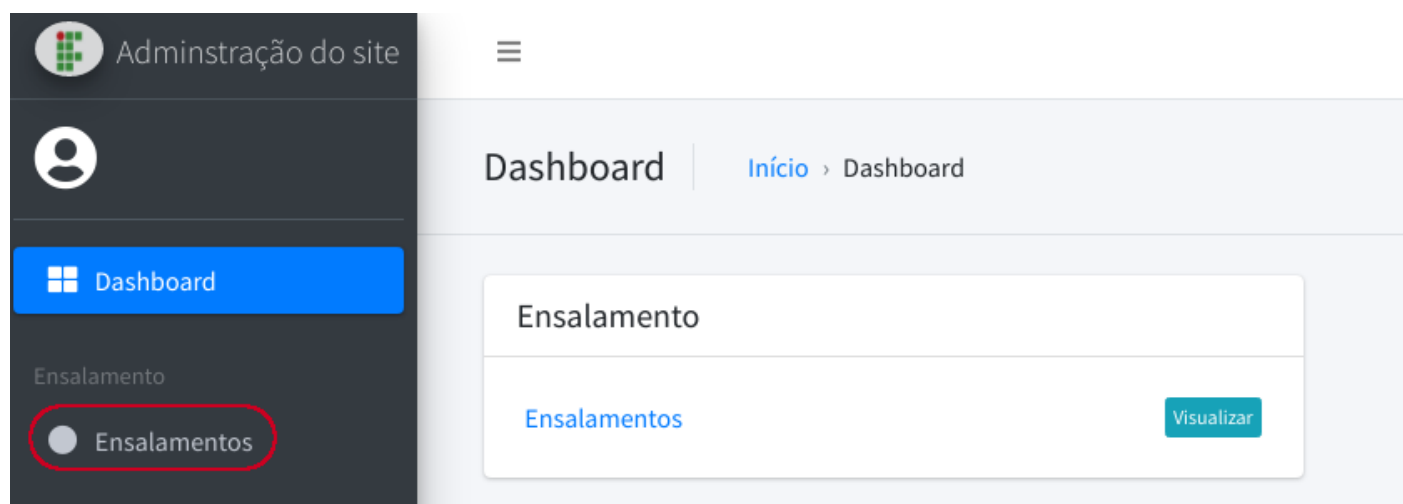 Adminstração do site
Dashboard
Ensalamento
Ensalamentos
Dashboard
Início › Dashboard
Ensalamento
Ensalamentos
Visualizar